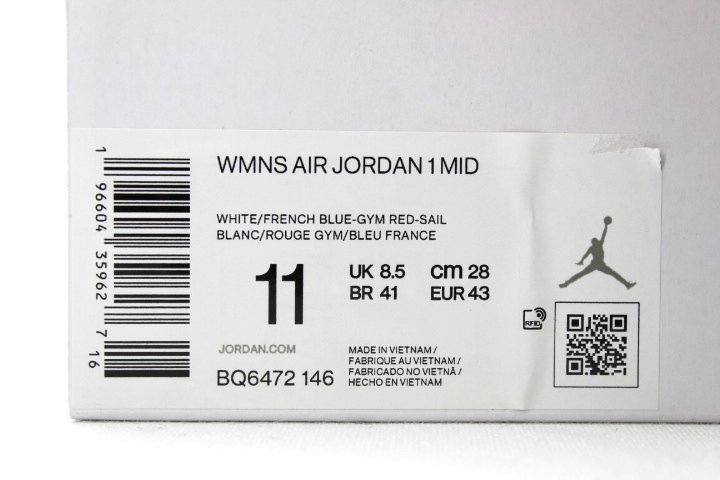 WMNS AIR JORDAN 1 MID
WHITE/FRENCH BLUE-GYM RED-SAIL
BLANC/ROUGE GYM/BLEU FRANCE
11
UK 8.5 cm 28
BR 41 EUR 43
JORDAN.COM
BQ6472 146
MADE IN VIETNAM /
FABRIQUE AU VIETNAM /
FABRICADO NO VIETNÃ /
HECHO EN VIETNAM
RFID
1 96604 35962 7 16